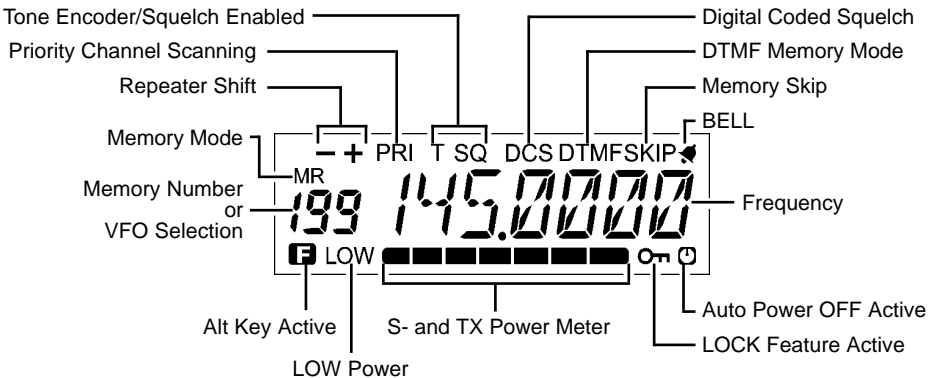 Tone Encoder/Squelch Enabled
Priority Channel Scanning
Repeater Shift
Memory Mode
Memory Number
or
VFO Selection
Digital Coded Squelch
DTMF Memory Mode
Memory Skip
BELL
Frequency
− + PRI T SQ DCS DTMF SKIP
MR
199 145.0000
F LOW
Alt Key Active
LOW Power
S- and TX Power Meter
Auto Power OFF Active
LOCK Feature Active